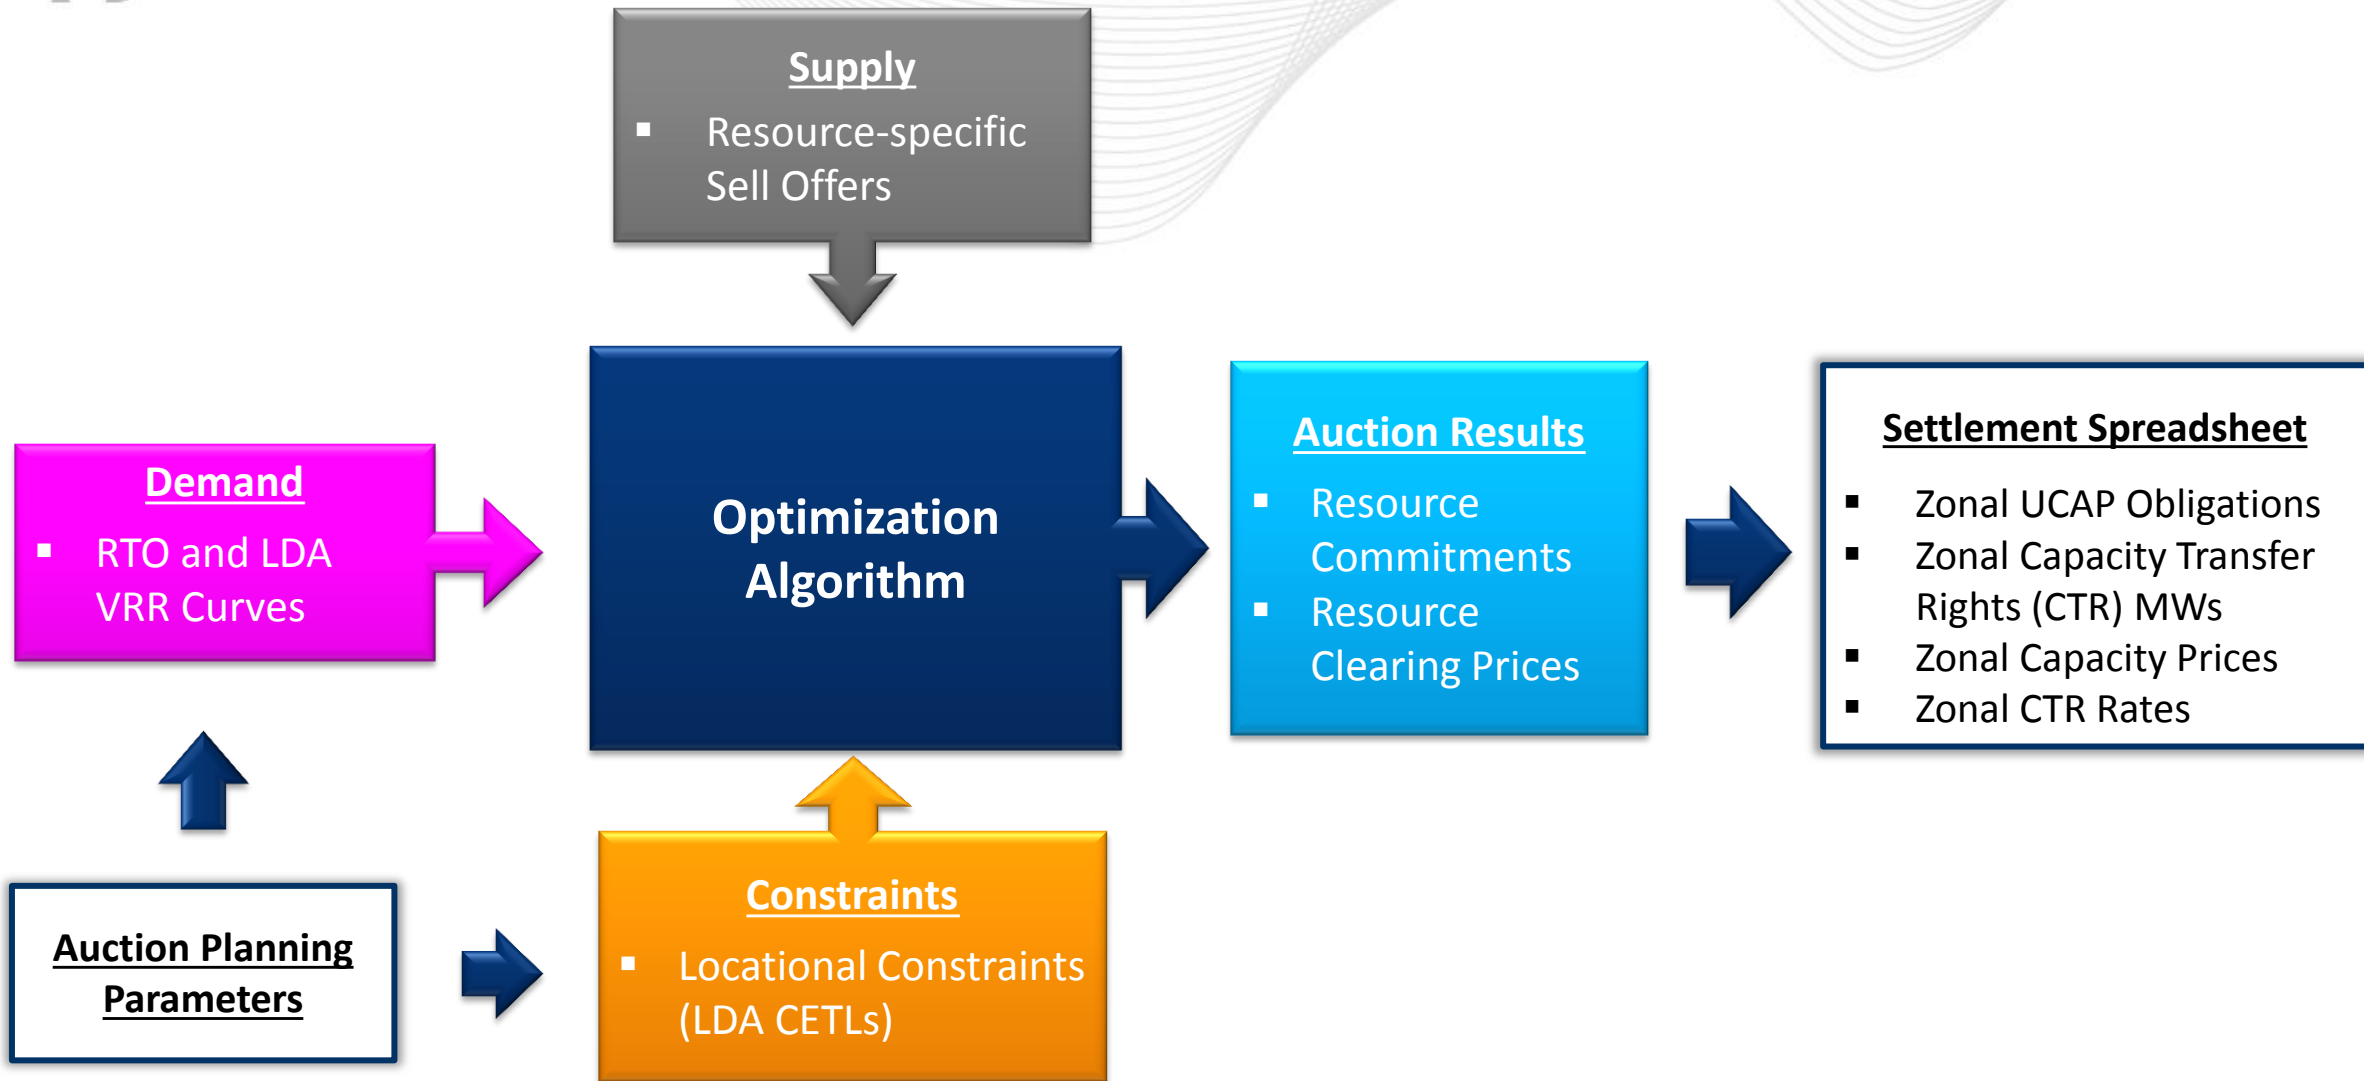 Supply
▪ Resource-specific
Sell Offers
Demand
▪ RTO and LDA
VRR Curves
Optimization
Algorithm
Auction Results
▪ Resource
Commitments
▪ Resource
Clearing Prices
Settlement Spreadsheet
▪ Zonal UCAP Obligations
▪ Zonal Capacity Transfer
Rights (CTR) MWs
▪ Zonal Capacity Prices
▪ Zonal CTR Rates
Auction Planning
Parameters
Constraints
▪ Locational Constraints
(LDA CETLs)